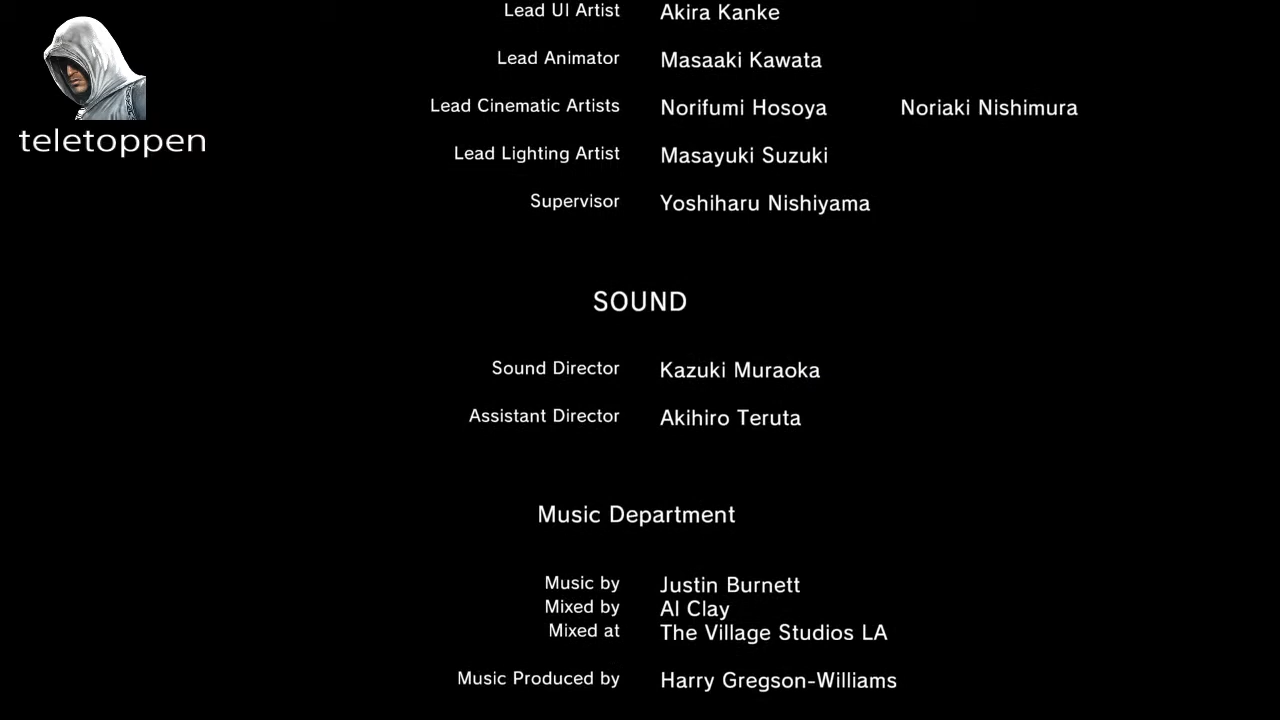 Lead UI Artist Akira Kanke
teletoppen
Lead Animator Masaaki Kawata
Lead Cinematic Artists Norifumi Hosoya Noriaki Nishimura
Lead Lighting Artist Masayuki Suzuki
Supervisor Yoshiharu Nishiyama
SOUND
Sound Director Kazuki Muraoka
Assistant Director Akihiro Teruta
Music Department
Music by Justin Burnett
Mixed by Al Clay
Mixed at The Village Studios LA
Music Produced by Harry Gregson-Williams